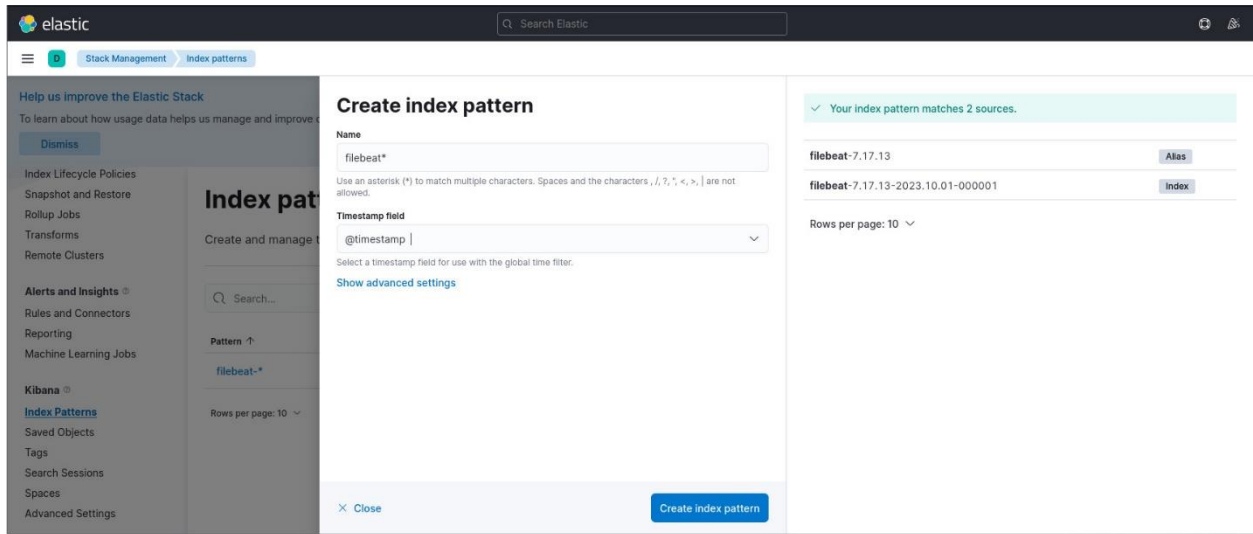 elastic
Search Elastic
D
Stack Management
Index patterns
Help us improve the Elastic Stack
To learn about how usage data helps us manage and improve
Dismiss
Index Lifecycle Policies
Snapshot and Restore
Rollup Jobs
Transforms
Remote Clusters
Alerts and Insights
Rules and Connectors
Reporting
Machine Learning Jobs
Kibana
Index Patterns
Saved Objects
Tags
Search Sessions
Spaces
Advanced Settings
Index pat
Create and manage t
Search...
Pattern ↑
filebeat-*
Rows per page: 10
Create index pattern
Name
filebeat*
Use an asterisk (*) to match multiple characters. Spaces and the characters , /, ?, ", <, >, | are not
allowed.
Timestamp field
@timestamp
Select a timestamp field for use with the global time filter.
Show advanced settings
× Close
Create index pattern
✓ Your index pattern matches 2 sources.
filebeat-7.17.13 Alias
filebeat-7.17.13-2023.10.01-000001 Index
Rows per page: 10